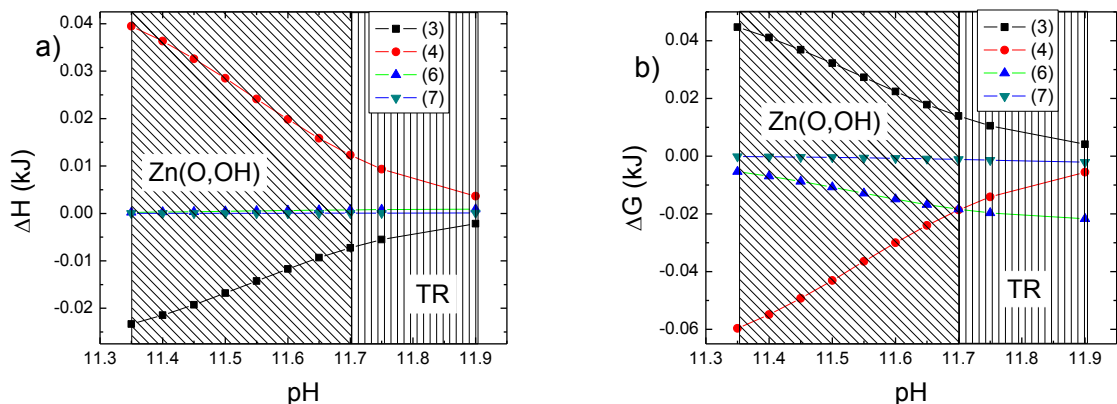 a)
0.04
0.03
0.02
0.01
0.00
-0.01
-0.02
ΔH (kJ)
(3)
(4)
(6)
(7)
Zn(O,OH)
TR
11.3 11.4 11.5 11.6 11.7 11.8 11.9
pH
b)
0.04
0.02
0.00
-0.02
-0.04
-0.06
ΔG (kJ)
(3)
(4)
(6)
(7)
Zn(O,OH)
TR
11.3 11.4 11.5 11.6 11.7 11.8 11.9
pH